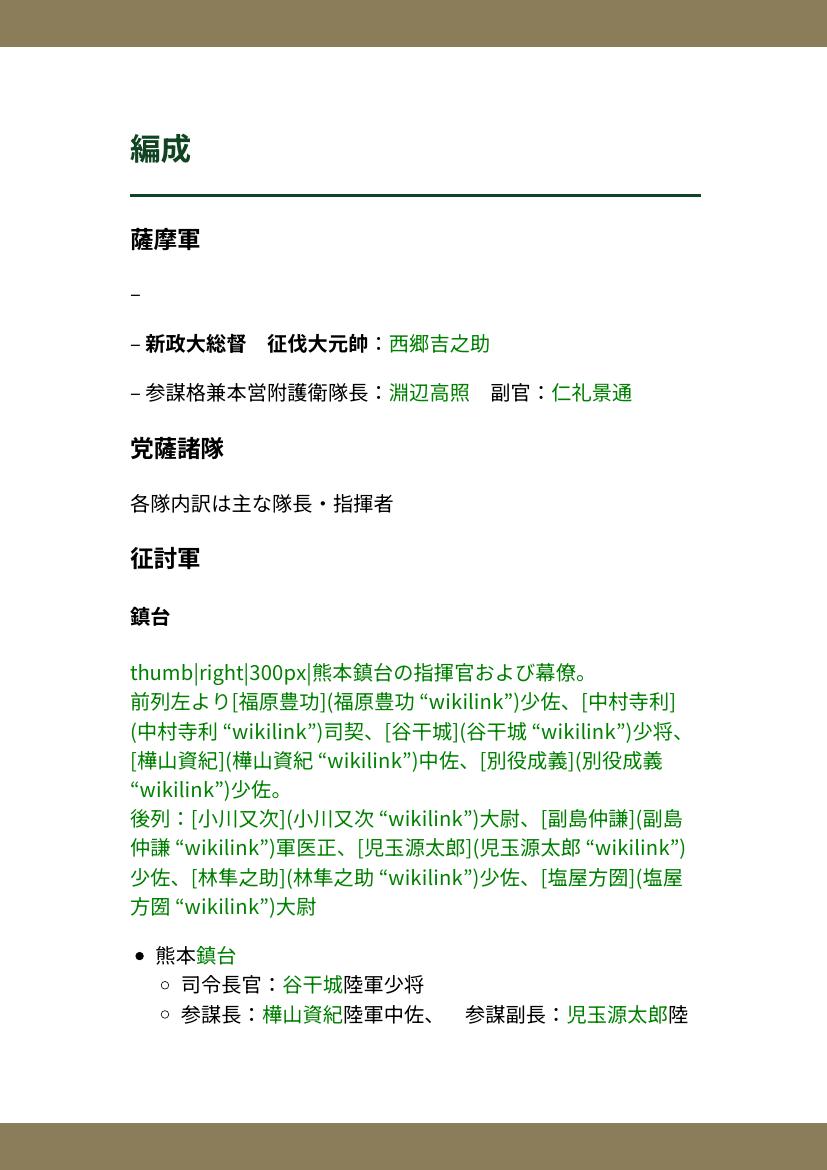 編成
薩摩軍
–
– 新政大総督　征伐大元帥：西郷吉之助
– 参謀格兼本営附護衛隊長：淵辺高照　副官：仁礼景通
党薩諸隊
各隊内訳は主な隊長・指揮者
征討軍
鎮台
thumb|right|300px|熊本鎮台の指揮官および幕僚。
前列左より[福原豊功](福原豊功 “wikilink”)少佐、[中村寺利]
(中村寺利 “wikilink”)司契、[谷干城](谷干城 “wikilink”)少将、
[樺山資紀](樺山資紀 “wikilink”)中佐、[別役成義](別役成義
“wikilink”)少佐。
後列：[小川又次](小川又次 “wikilink”)大尉、[副島仲謙](副島
仲謙 “wikilink”)軍医正、[児玉源太郎](児玉源太郎 “wikilink”)
少佐、[林隼之助](林隼之助 “wikilink”)少佐、[塩屋方圀](塩屋
方圀 “wikilink”)大尉
• 熊本鎮台
◦ 司令長官：谷干城陸軍少将
◦ 参謀長：樺山資紀陸軍中佐、　参謀副長：児玉源太郎陸